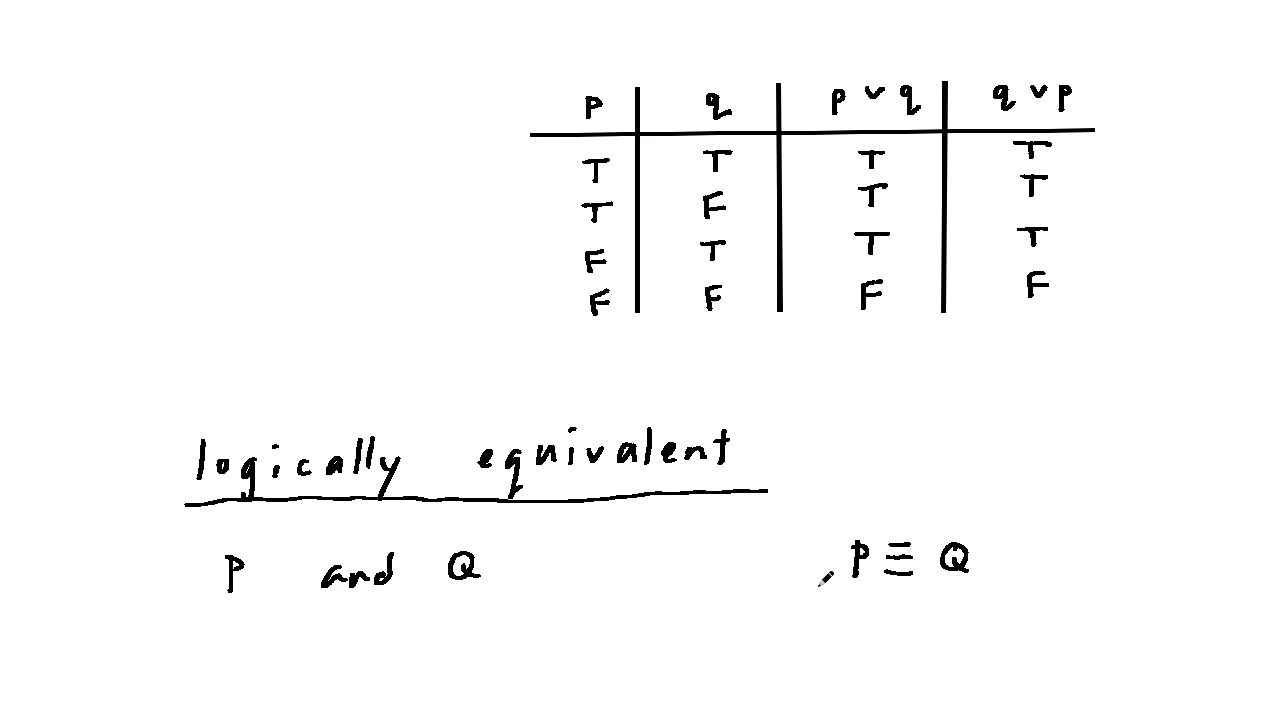 p q p ∨ q q ∨ p
T T T T
T F T T
F T T T
F F F F
logically equivalent
P and Q P ≡ Q